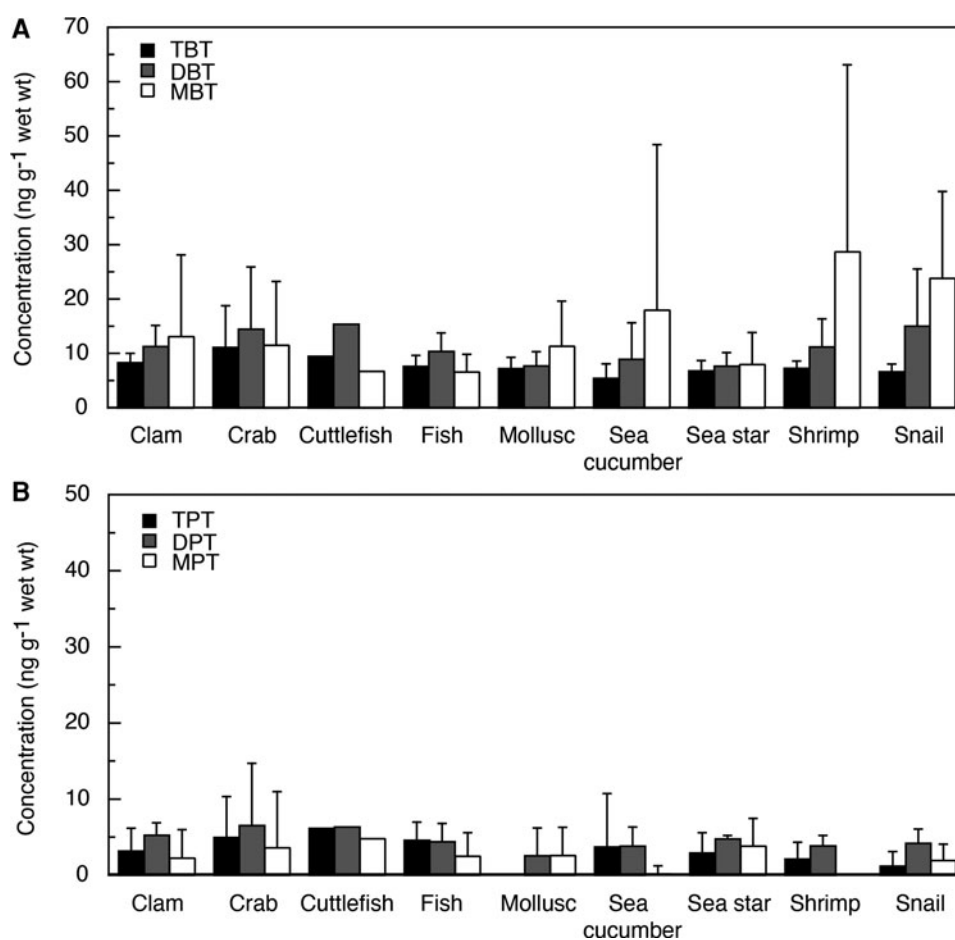 A
70
60
50
40
30
20
10
0
Concentration (ng g⁻¹ wet wt)
TBT
DBT
MBT
Clam Crab Cuttlefish Fish Mollusc Sea cucumber Sea star Shrimp Snail
B
50
40
30
20
10
0
Concentration (ng g⁻¹ wet wt)
TPT
DPT
MPT
Clam Crab Cuttlefish Fish Mollusc Sea cucumber Sea star Shrimp Snail